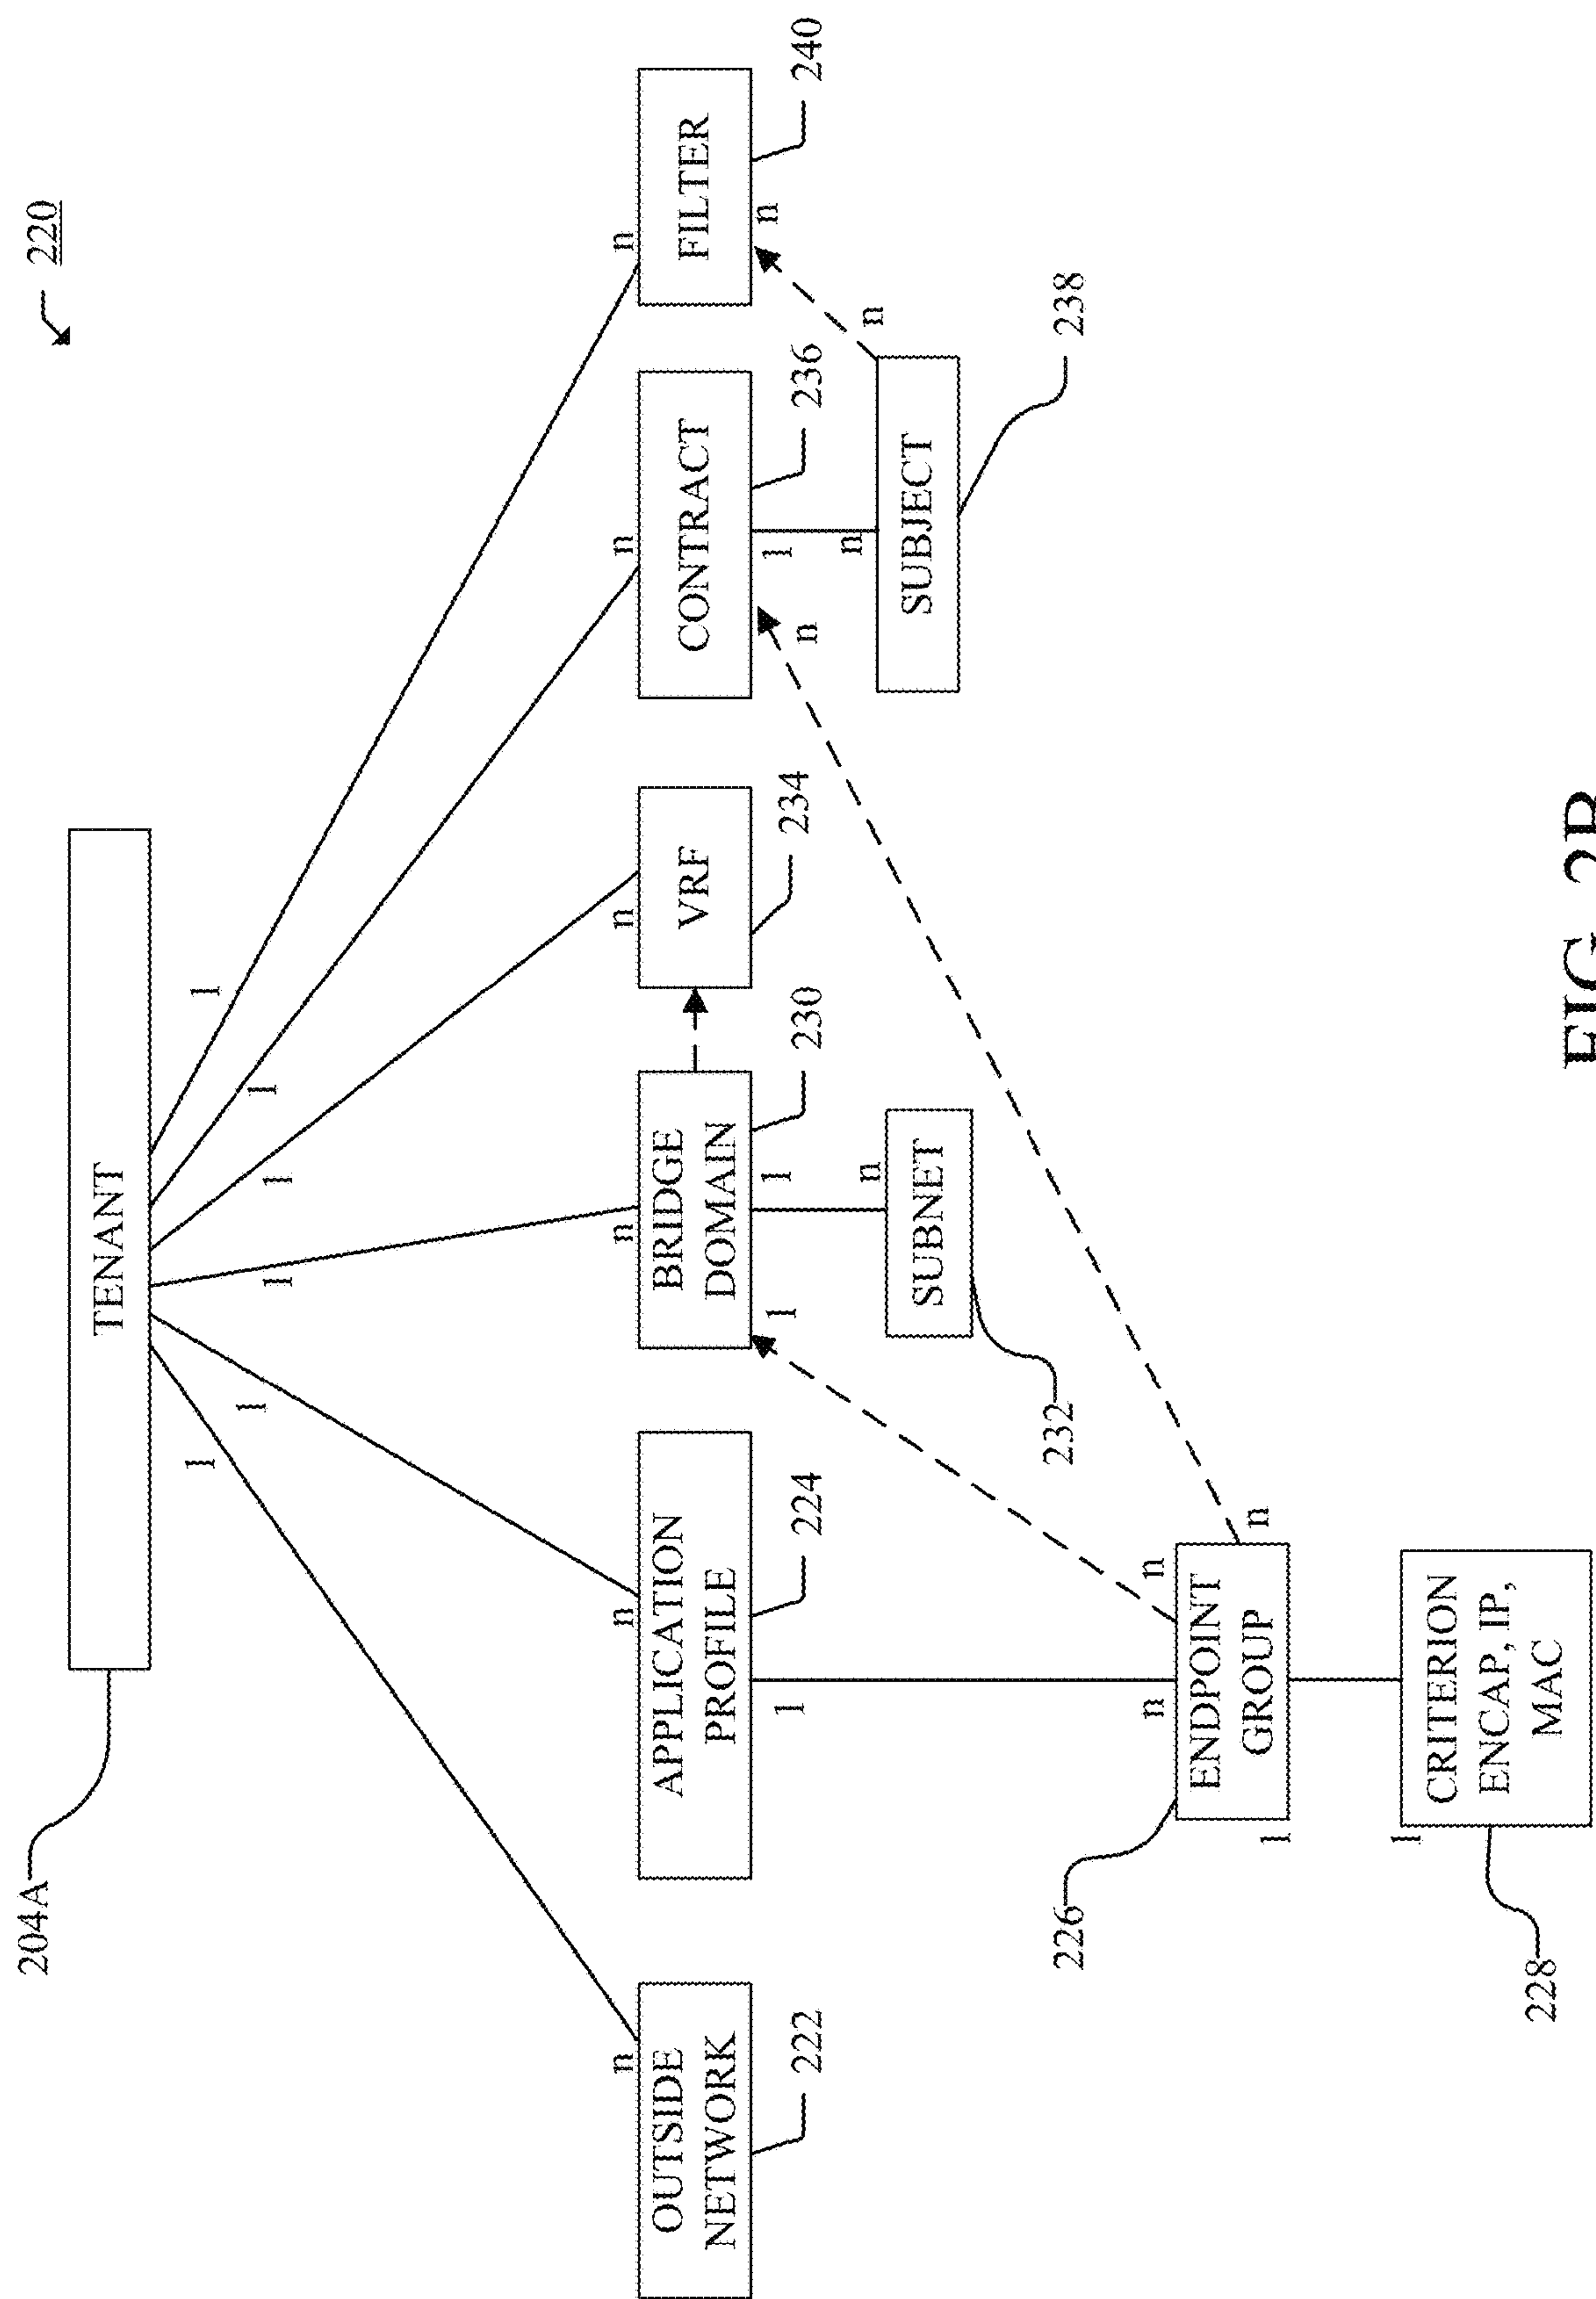 220
204A
TENANT
1
1
1
1
1
1
n
n
n
n
n
n
OUTSIDE
NETWORK
222
APPLICATION
PROFILE
224
BRIDGE
DOMAIN
230
VRF
234
CONTRACT
236
FILTER
240
1
1
1
n
1
n
n
n
n
SUBNET
232
SUBJECT
238
226
n
n
n
ENDPOINT
GROUP
1
1
CRITERION
ENCAP, IP,
MAC
228